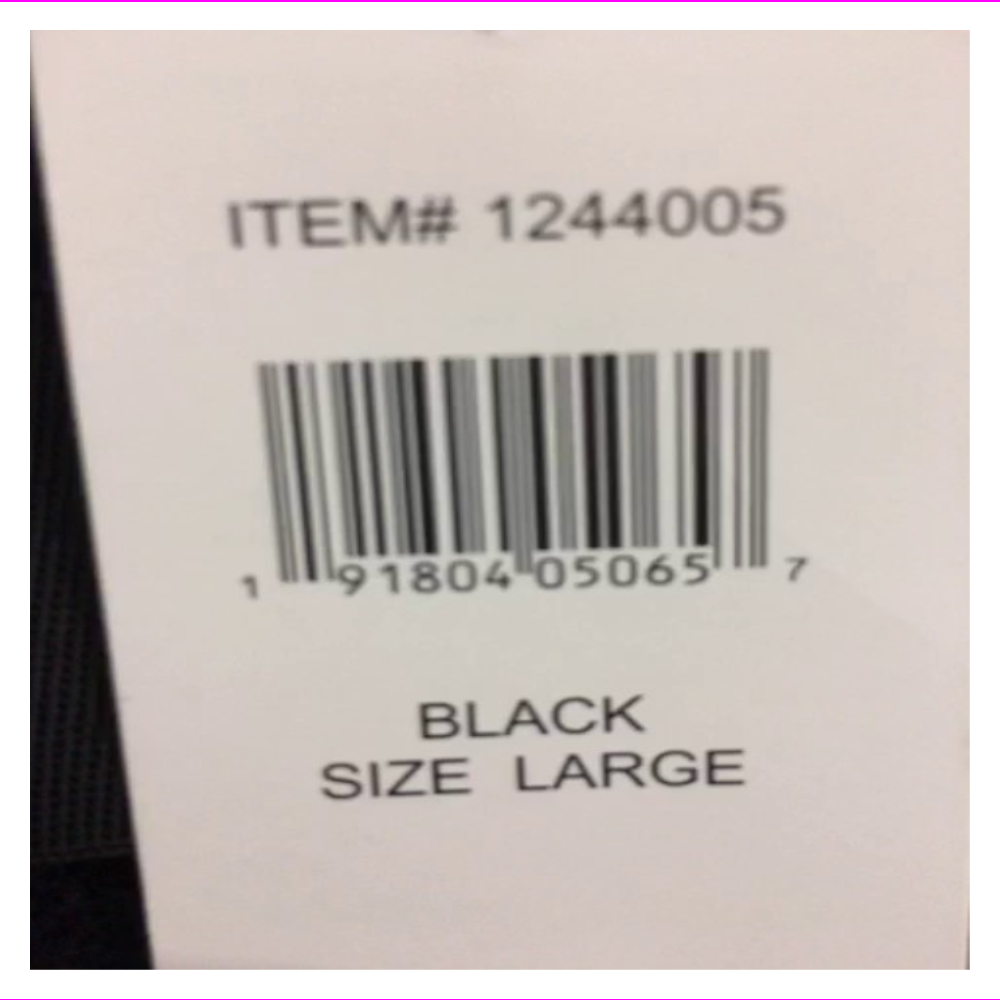 ITEM# 1244005
1 91804 05065 7
BLACK
SIZE LARGE